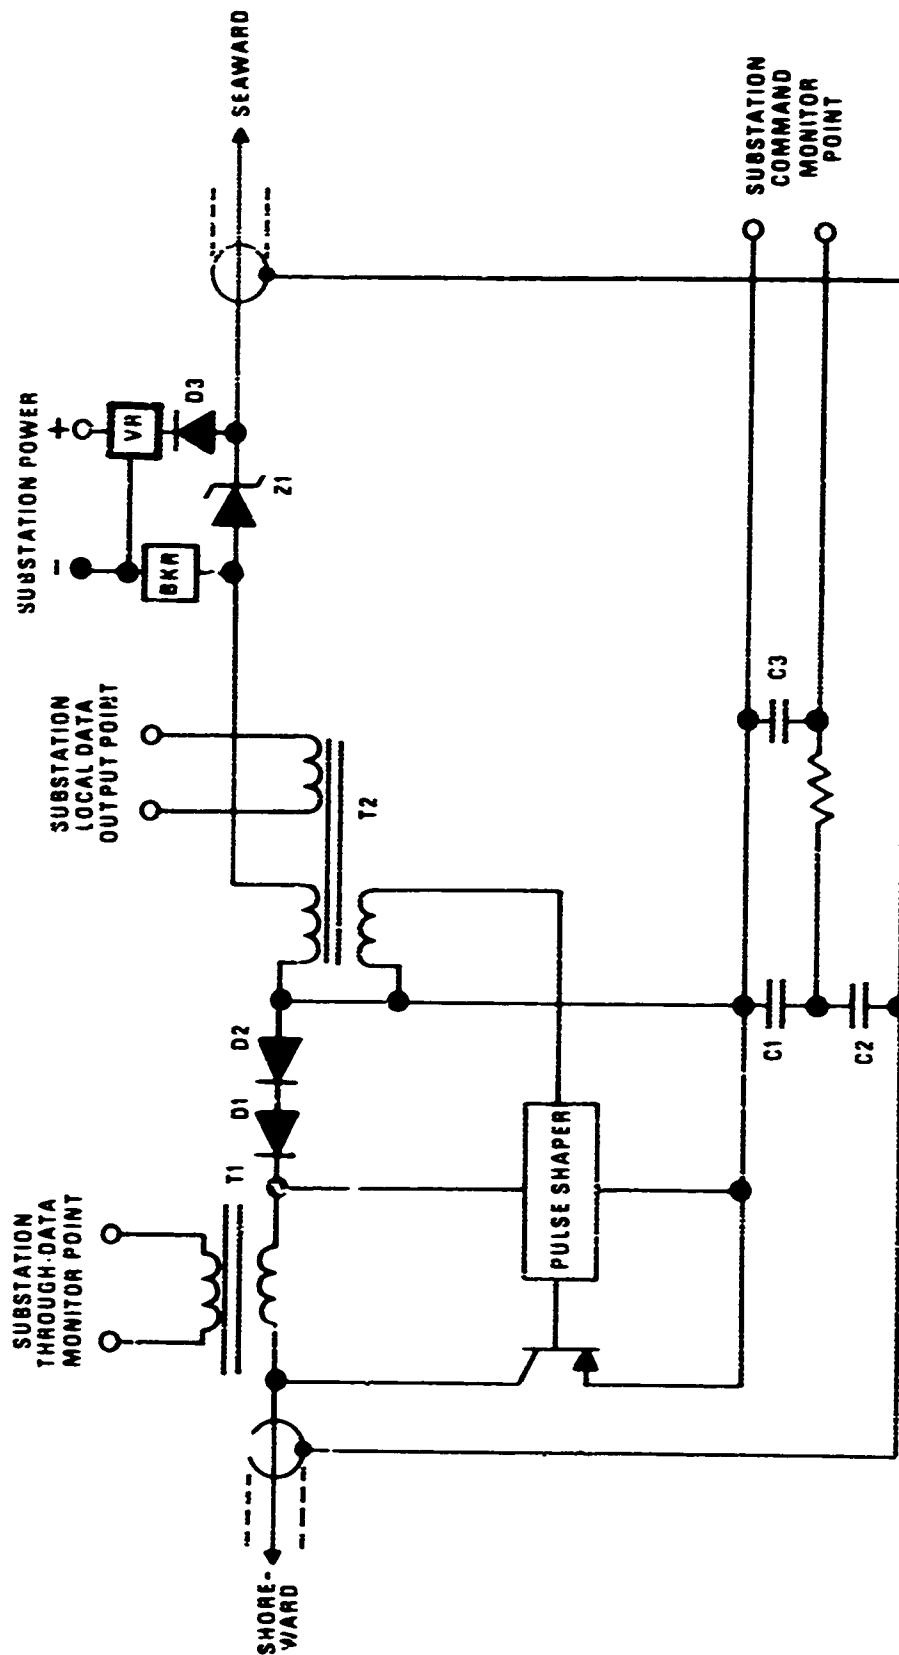 SUBSTATION
THROUGH-DATA
MONITOR POINT
SUBSTATION
LOCAL DATA
OUTPUT POINT
SUBSTATION POWER
- +
BKR
VR
D3
Z1
T1
D1
D2
T2
SHORE-
WARD
SEAWARD
PULSE SHAPER
C1
C2
C3
SUBSTATION
COMMAND
MONITOR
POINT